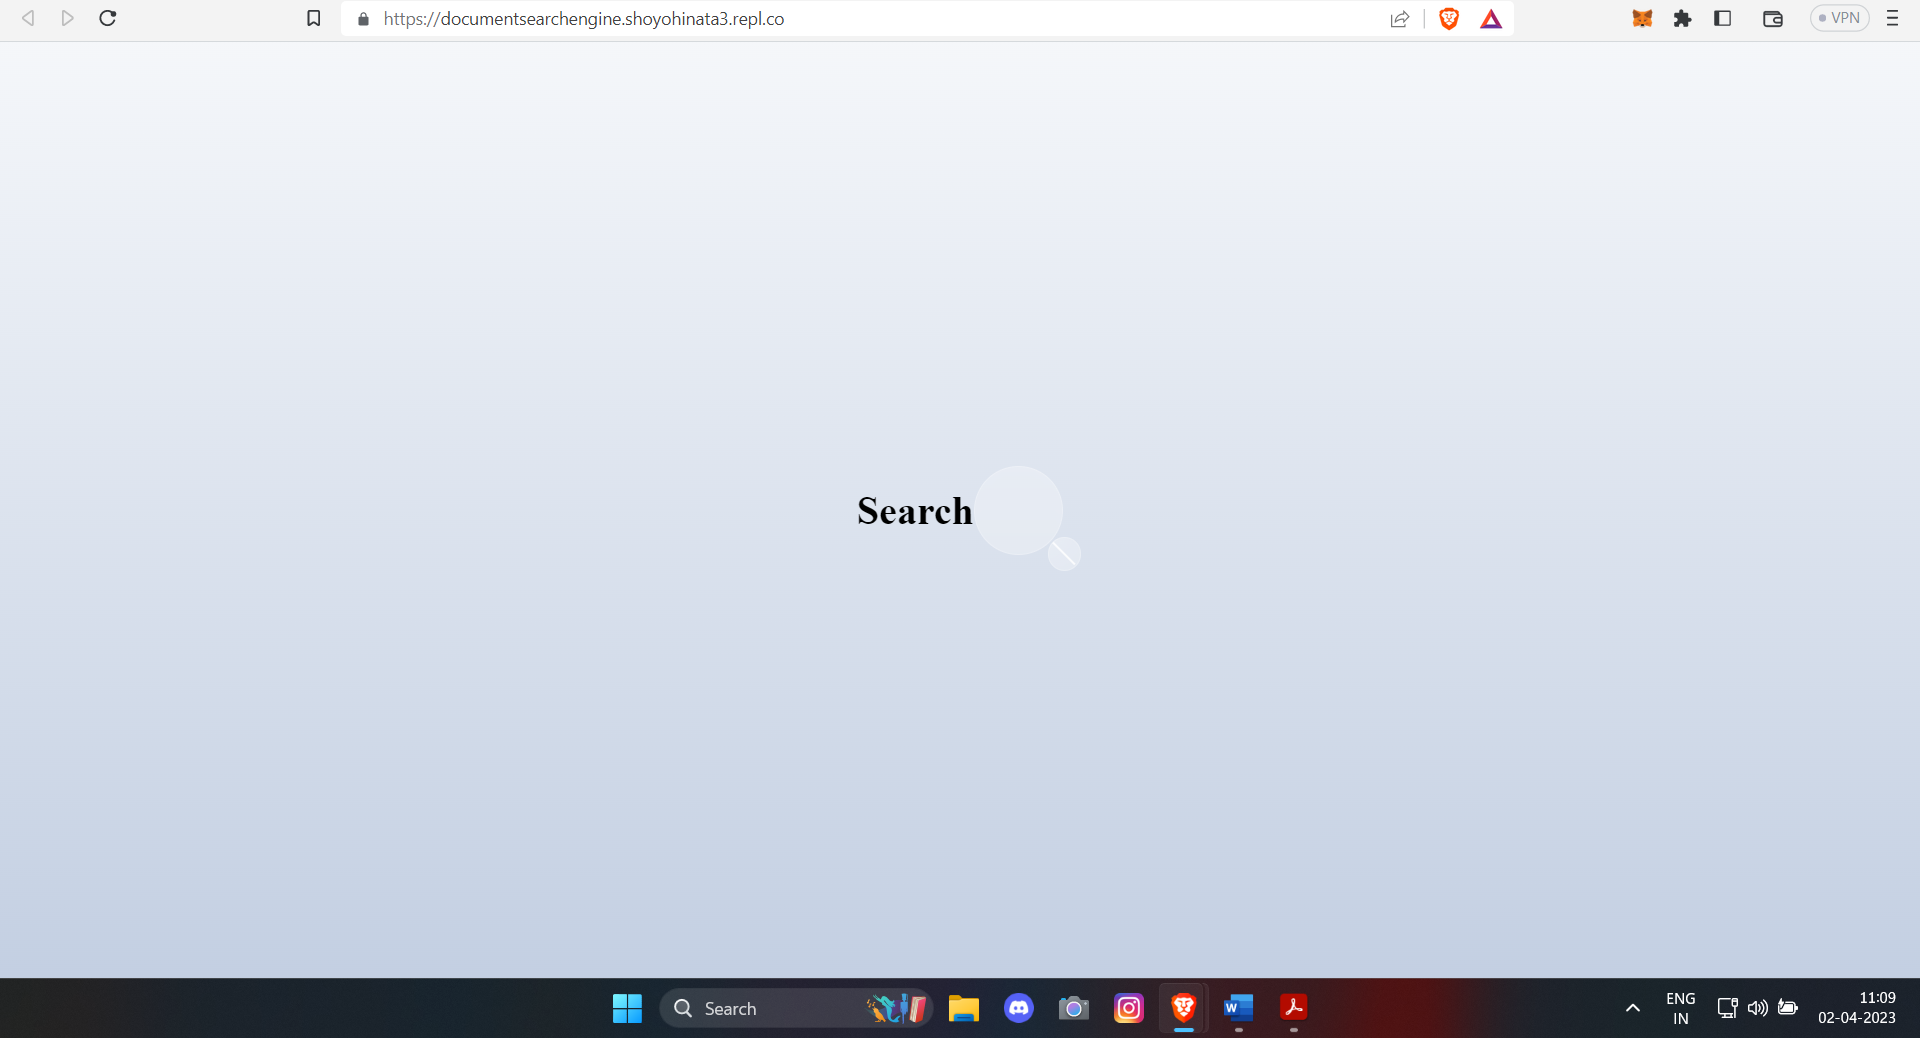 https://documentsearchengine.shoyohinata3.repl.co
VPN
Search
Search
W
ENG
IN
11:09
02-04-2023